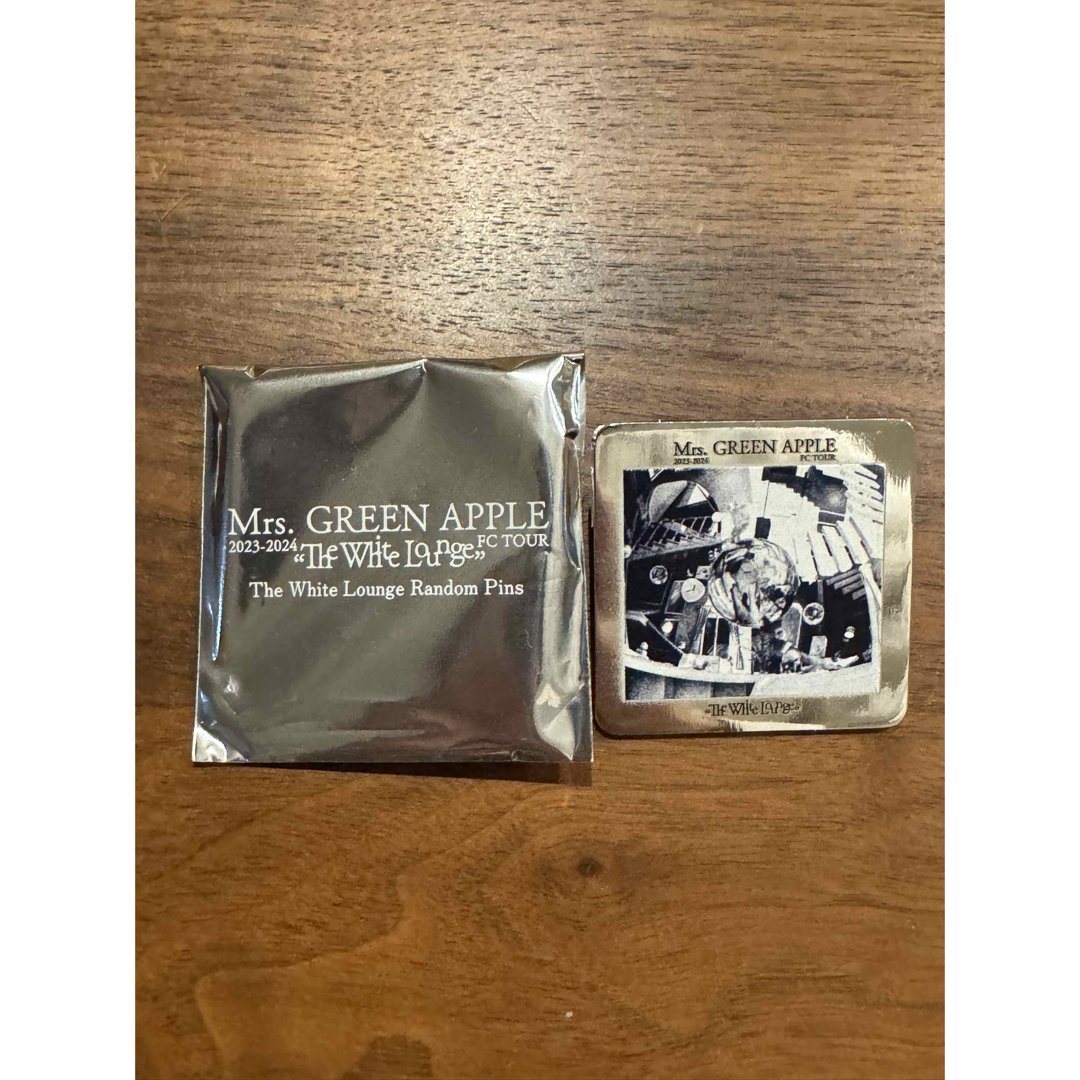 Mrs. GREEN APPLE
2023-2024 “The White Lounge” FC TOUR
The White Lounge Random Pins
Mrs. GREEN APPLE
2023-2024 FC TOUR
“The White Lounge”